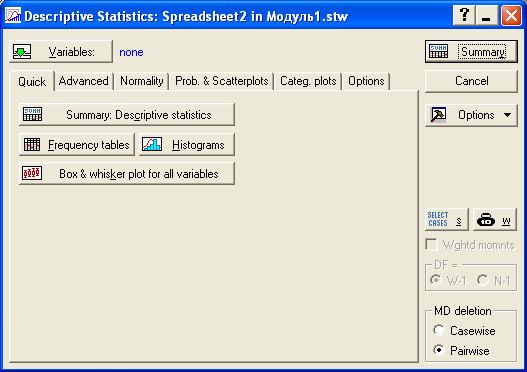 Descriptive Statistics: Spreadsheet2 in Модуль1.stw
Variables: none
Summary
Quick Advanced Normality Prob. & Scatterplots Categ. plots Options
Cancel
SUMM Summary: Descriptive statistics
Options
Frequency tables Histograms
Box & whisker plot for all variables
SELECT CASES S W
Wghtd momnts
DF =
W-1 N-1
MD deletion
Casewise
Pairwise